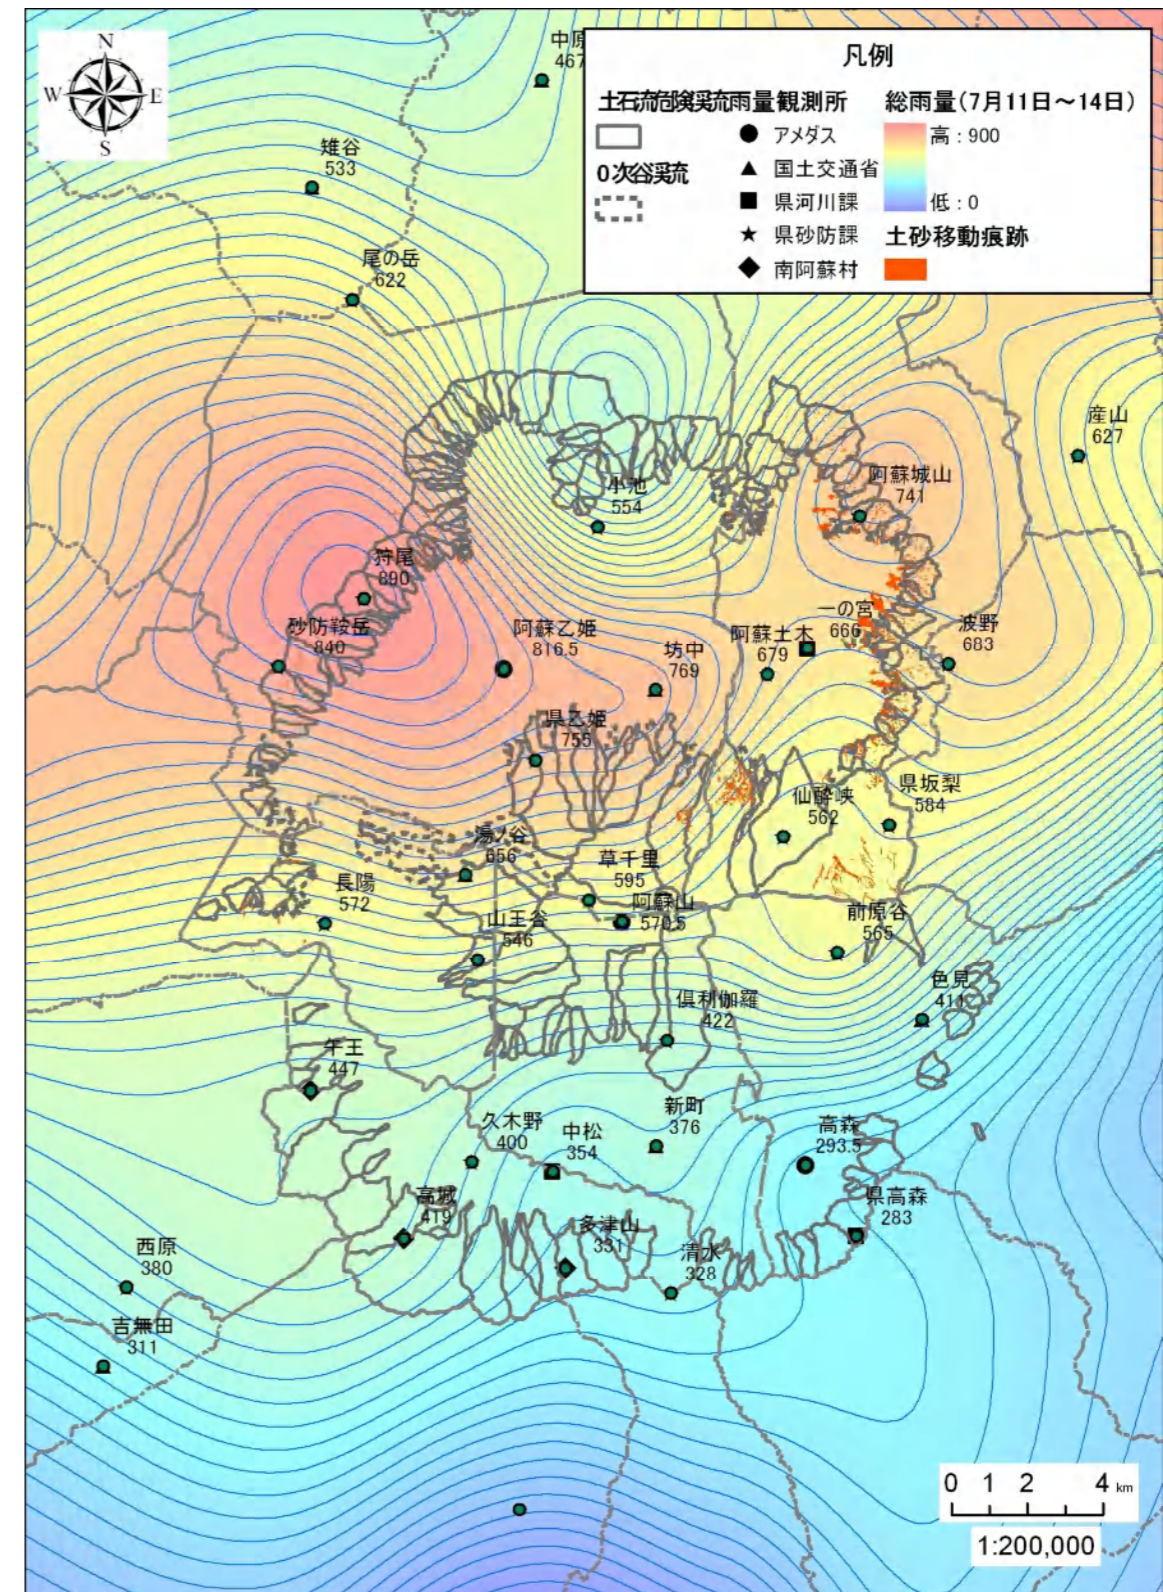 N
W E
S
中原
467
凡例
土石流危険渓流
0次谷渓流
雨量観測所
アメダス
国土交通省
県河川課
県砂防課
南阿蘇村
総雨量(7月11日～14日)
高 : 900
低 : 0
土砂移動痕跡
雉谷
533
尾の岳
622
産山
627
阿蘇城山
741
小池
554
狩尾
890
砂防鞍岳
840
阿蘇乙姫
816.5
坊中
769
阿蘇土木
679
一の宮
666
波野
683
県乙姫
755
仙酔峡
562
県坂梨
584
湯ノ谷
656
草千里
595
長陽
572
阿蘇山
570.5
山王谷
546
前原谷
565
色見
411
倶利伽羅
422
午王
447
新町
376
久木野
400
中松
354
高森
293.5
県高森
283
高城
419
多津山
331
清水
328
西原
380
吉無田
311
0 1 2 4 km
1:200,000